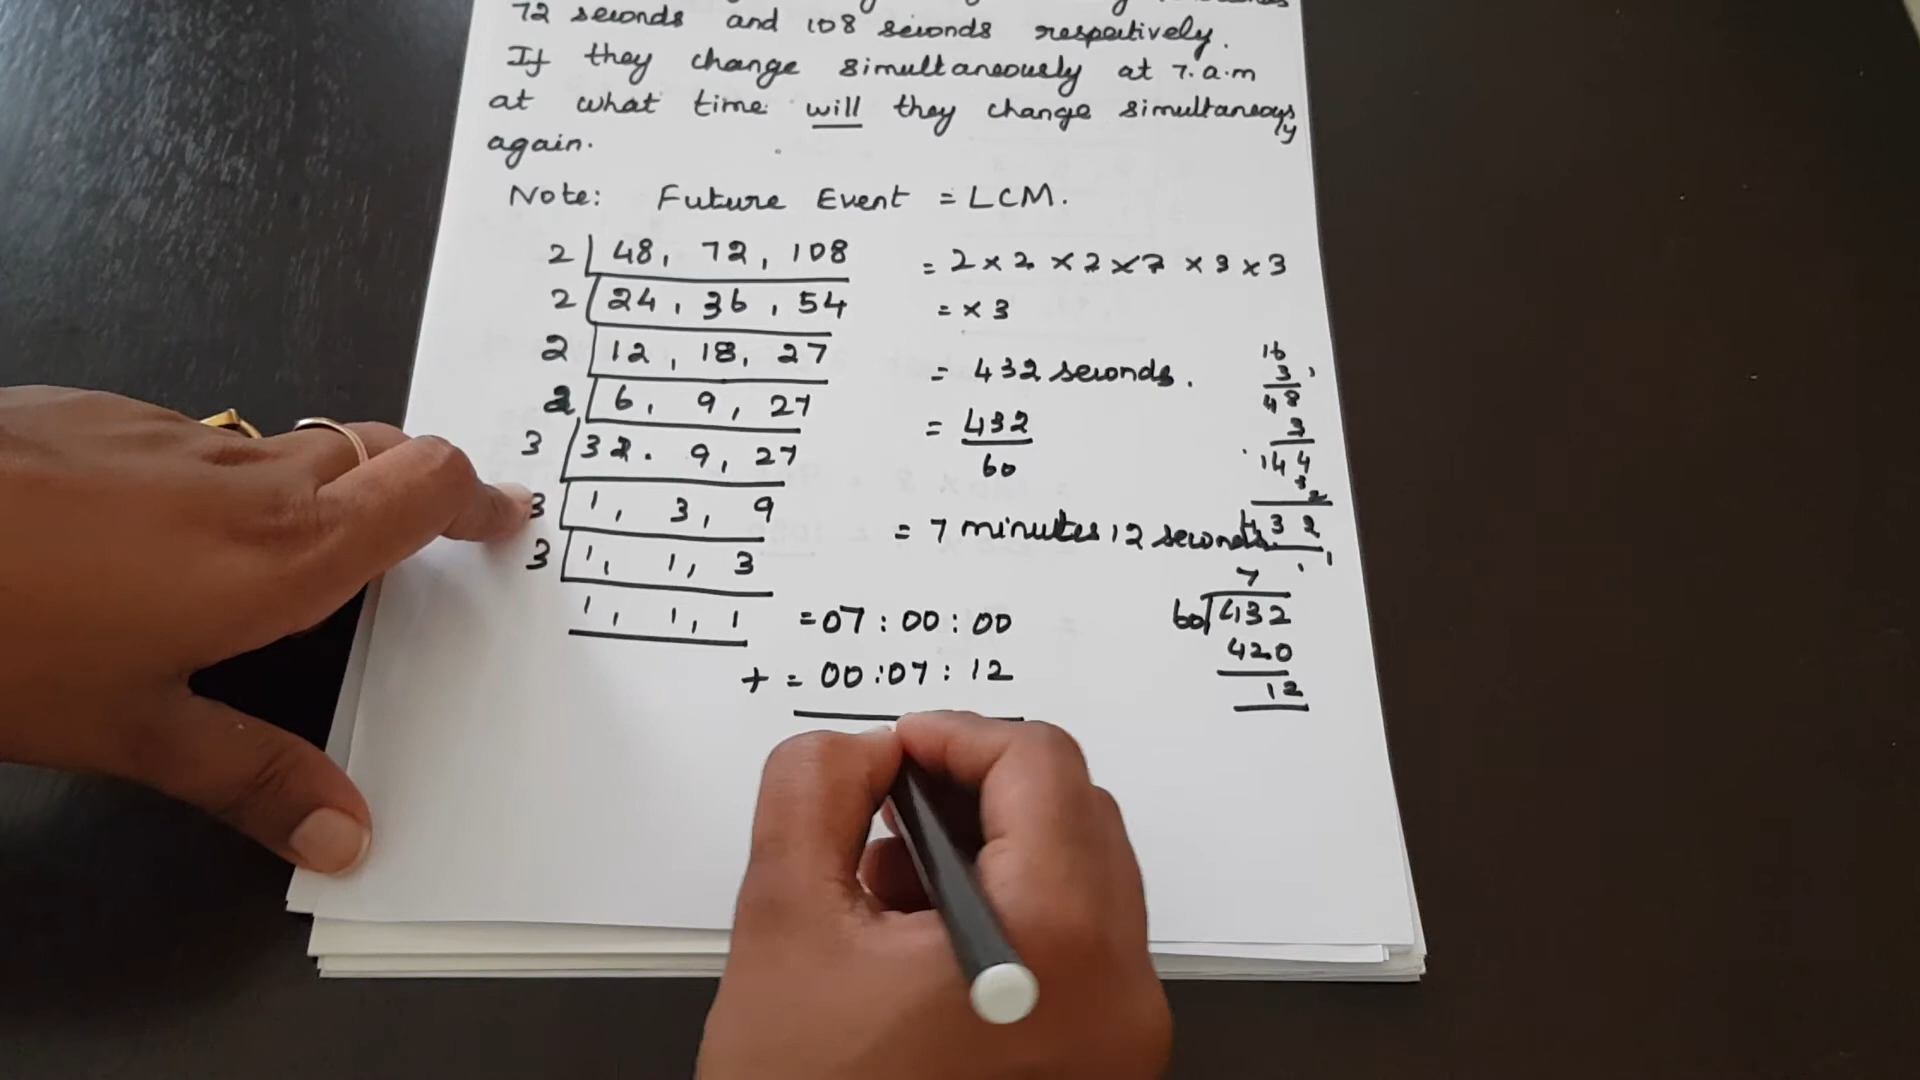 72 seconds and 108 seconds respectively.
If they change simultaneously at 7.a.m
at what time will they change simultaneously
again.
Note: Future Event = LCM.
2 | 48, 72, 108
2 | 24, 36, 54
2 | 12, 18, 27
2 | 6, 9, 27
3 | 3 . 9, 27
3 | 1, 3, 9
3 | 1, 1, 3
1, 1, 1
= 2 × 2 × 2 × 2 × 3 × 3
= × 3
= 432 seconds.
= 432
60
= 7 minutes 12 seconds.
= 07 : 00 : 00
+ = 00 : 07 : 12
16
3
48
3
144
3
432
7
60 432
420
12